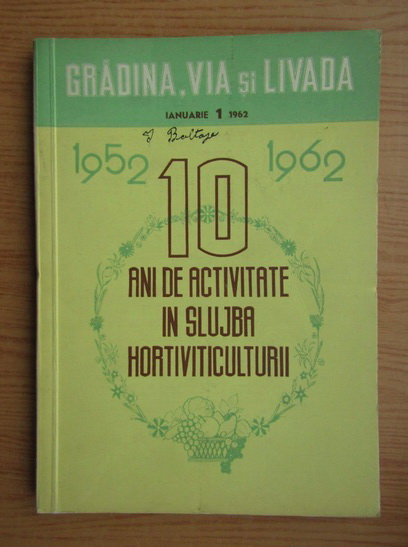 GRĂDINA, VIA și LIVADA
IANUARIE 1 1962
1952 10 1962
ANI DE ACTIVITATE
IN SLUJBA
HORTIVITICULTURII